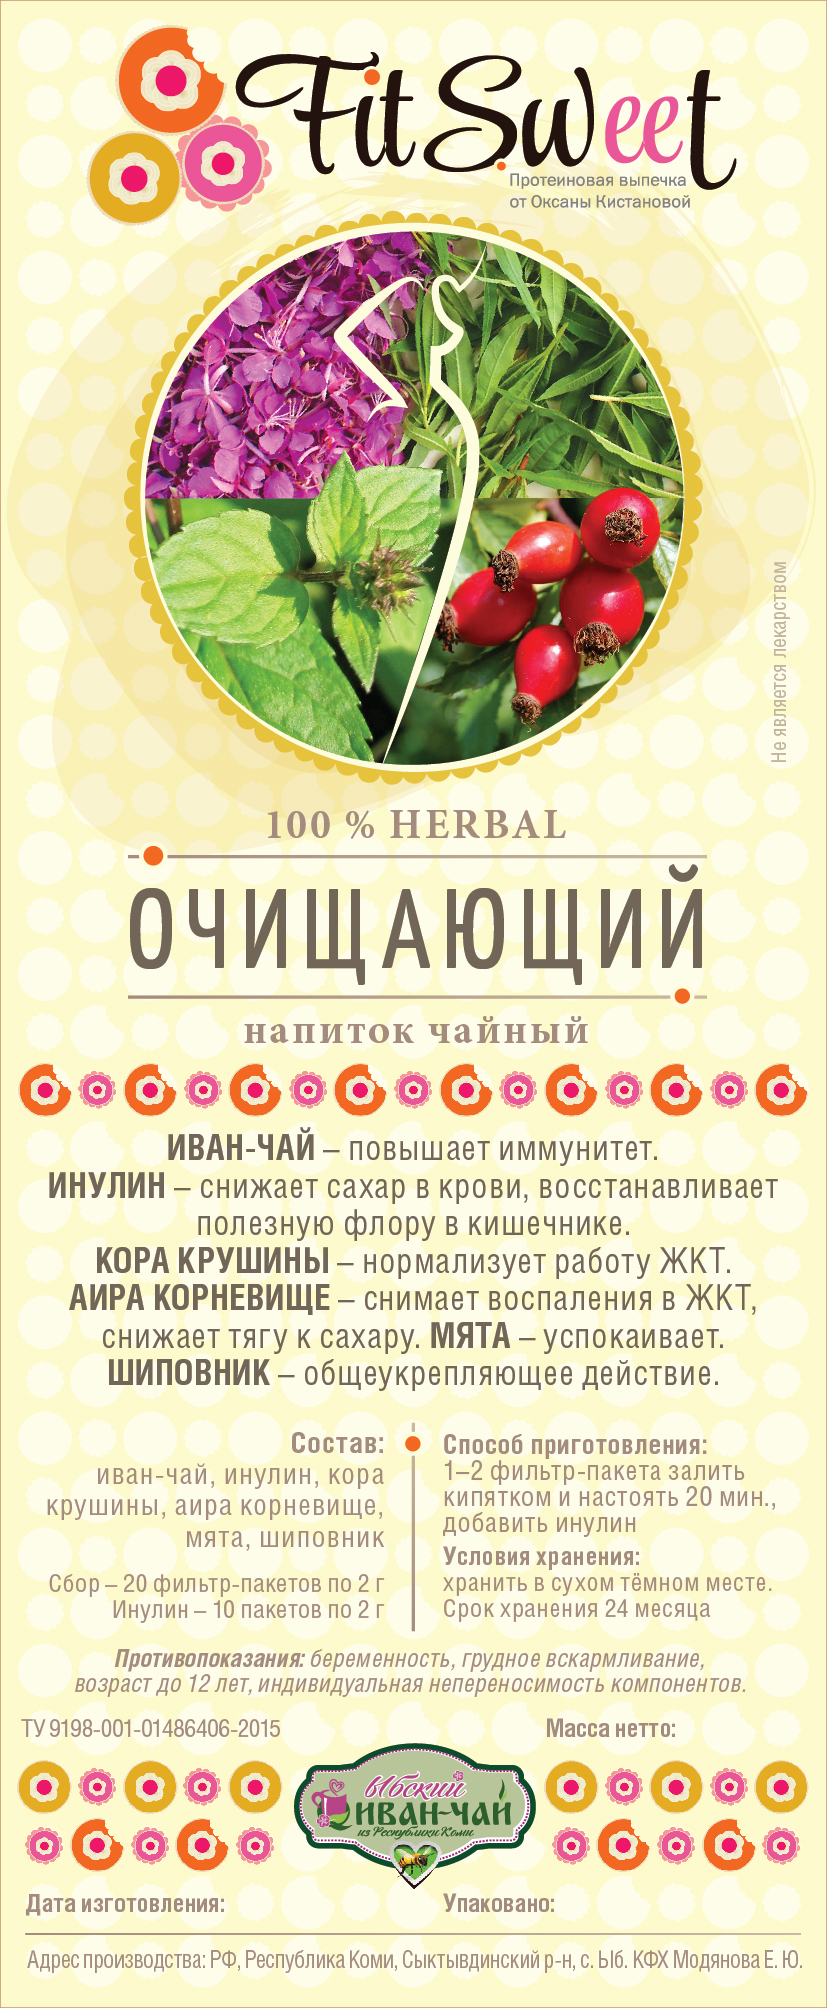 FitSweet
Протеиновая выпечка
от Оксаны Кистановой
Не является лекарством
100 % HERBAL
ОЧИЩАЮЩИЙ
напиток чайный
ИВАН-ЧАЙ – повышает иммунитет.
ИНУЛИН – снижает сахар в крови, восстанавливает
полезную флору в кишечнике.
КОРА КРУШИНЫ – нормализует работу ЖКТ.
АИРА КОРНЕВИЩЕ – снимает воспаления в ЖКТ,
снижает тягу к сахару. МЯТА – успокаивает.
ШИПОВНИК – общеукрепляющее действие.
Состав:
иван-чай, инулин, кора
крушины, аира корневище,
мята, шиповник
Сбор – 20 фильтр-пакетов по 2 г
Инулин – 10 пакетов по 2 г
Способ приготовления:
1–2 фильтр-пакета залить
кипятком и настоять 20 мин.,
добавить инулин
Условия хранения:
хранить в сухом тёмном месте.
Срок хранения 24 месяца
Противопоказания: беременность, грудное вскармливание,
возраст до 12 лет, индивидуальная непереносимость компонентов.
ТУ 9198-001-01486406-2015
Масса нетто:
Ыбский
иван-чай
из Республики Коми
Дата изготовления:
Упаковано:
Адрес производства: РФ, Республика Коми, Сыктывдинский р-н, с. Ыб. КФХ Модянова Е. Ю.